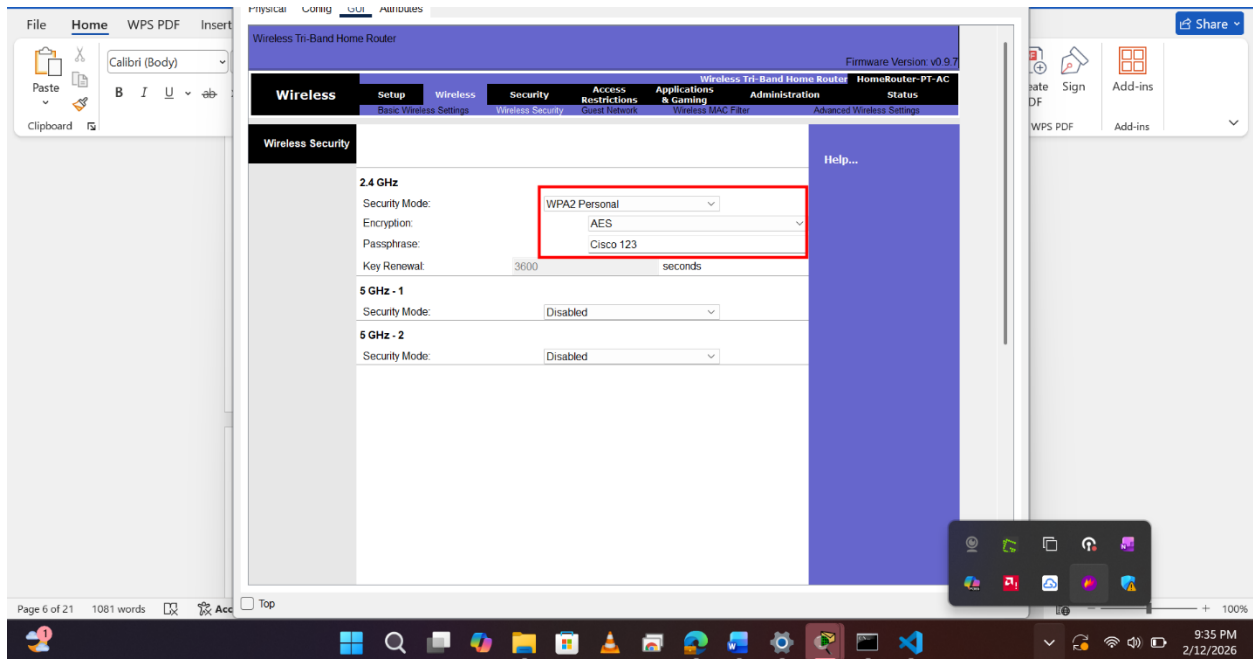 Physical Config GUI Attributes
File Home WPS PDF Insert
Share
Wireless Tri-Band Home Router
Firmware Version: v0.9.7
Calibri (Body)
Paste
B I U ab
Clipboard
Wireless Tri-Band Home Router HomeRouter-PT-AC
Wireless
Setup Wireless Security Access Restrictions Applications & Gaming Administration Status
Basic Wireless Settings Wireless Security Guest Network Wireless MAC Filter Advanced Wireless Settings
eate Sign Add-ins
DF
WPS PDF Add-ins
Wireless Security
Help...
2.4 GHz
Security Mode: WPA2 Personal
Encryption: AES
Passphrase: Cisco 123
Key Renewal: 3600 seconds
5 GHz - 1
Security Mode: Disabled
5 GHz - 2
Security Mode: Disabled
Top
Page 6 of 21 1081 words Acc
100%
1
9:35 PM
2/12/2026